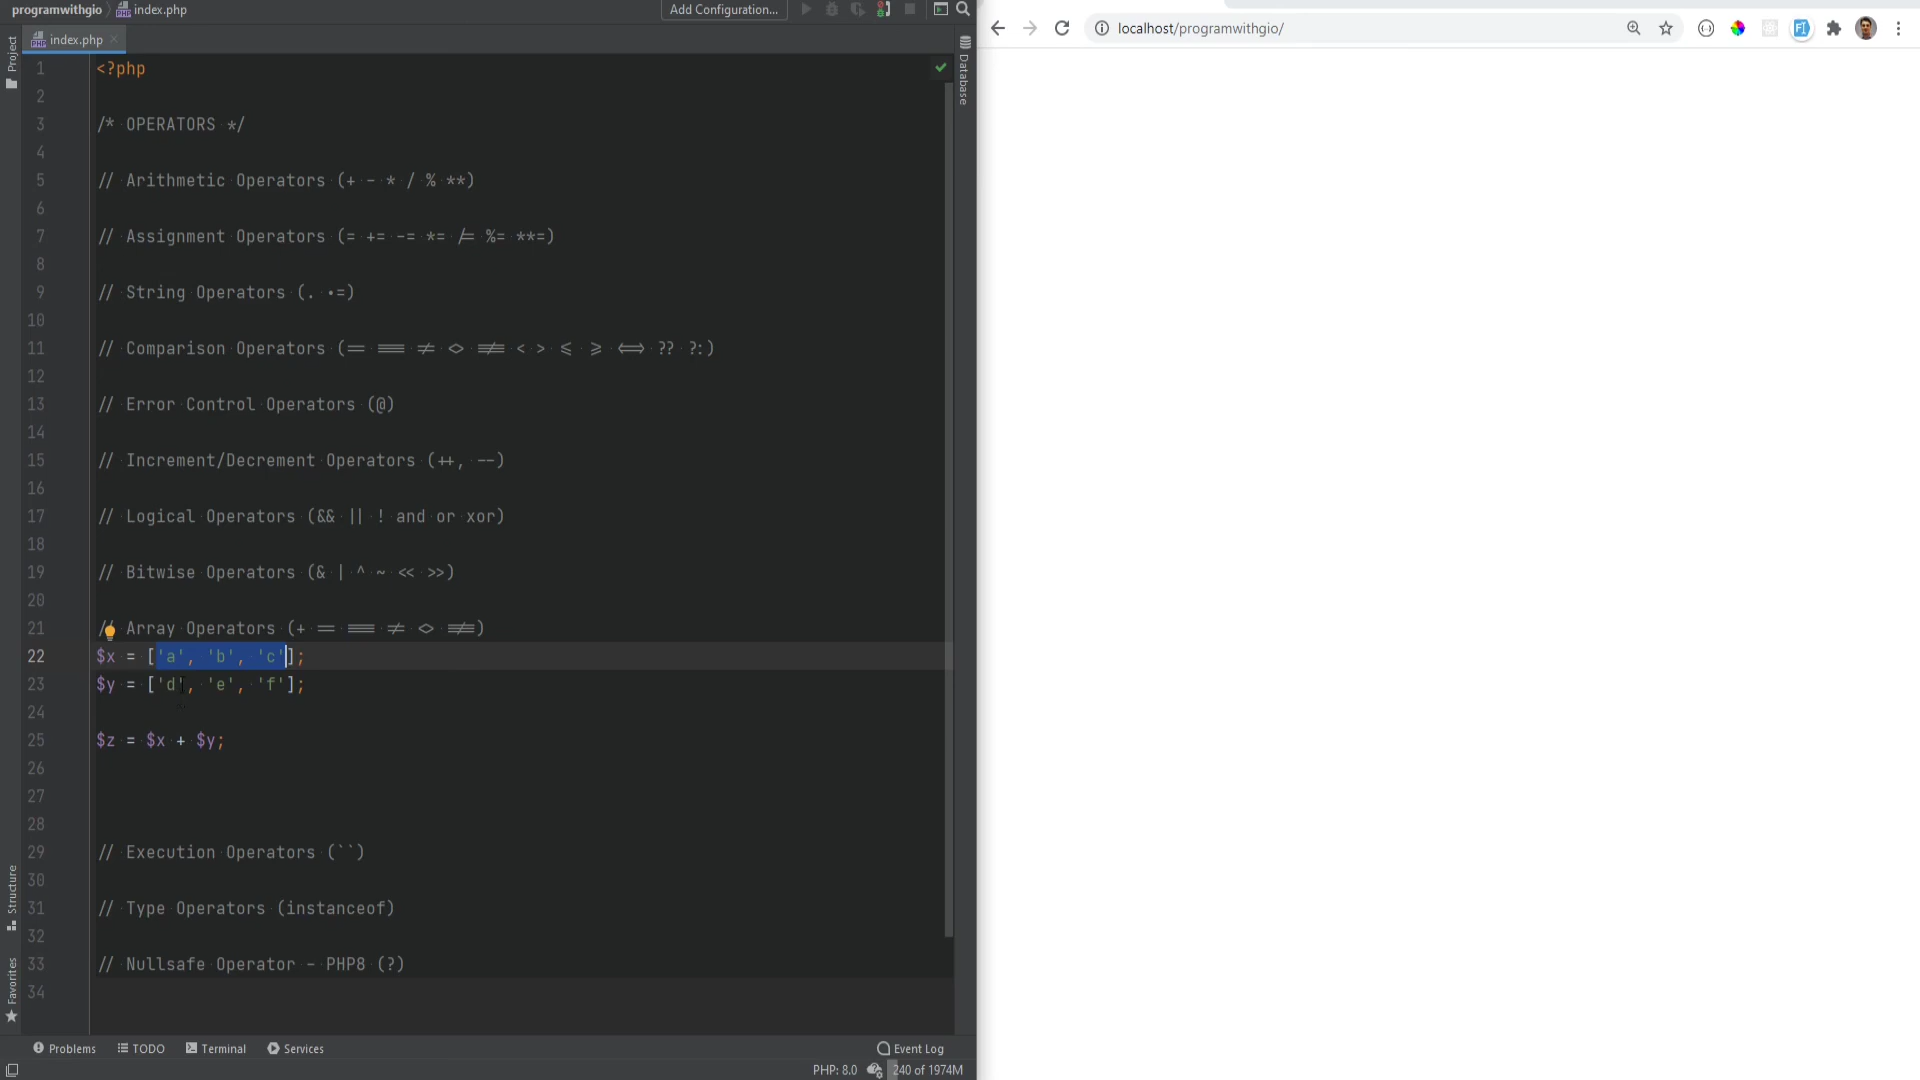 programwithgio
index.php
Add Configuration...
localhost/programwithgio/
index.php
Project
Database
1 <?php
2
3 /* OPERATORS */
4
5 // Arithmetic Operators (+ - * / % **)
6
7 // Assignment Operators (= += -= *= /= %= **=)
8
9 // String Operators (. .=)
10
11 // Comparison Operators (== === != <> !== < > <= >= <=> ?? ?:)
12
13 // Error Control Operators (@)
14
15 // Increment/Decrement Operators (++, --)
16
17 // Logical Operators (&& || ! and or xor)
18
19 // Bitwise Operators (& | ^ ~ << >>)
20
21 // Array Operators (+ == === != <> !==)
22 $x = ['a', 'b', 'c'];
23 $y = ['d', 'e', 'f'];
24
25 $z = $x + $y;
26
27
28
29 // Execution Operators (``)
30
31 // Type Operators (instanceof)
32
33 // Nullsafe Operator - PHP8 (?)
34
Structure
Favorites
Problems TODO Terminal Services Event Log
PHP: 8.0 240 of 1974M